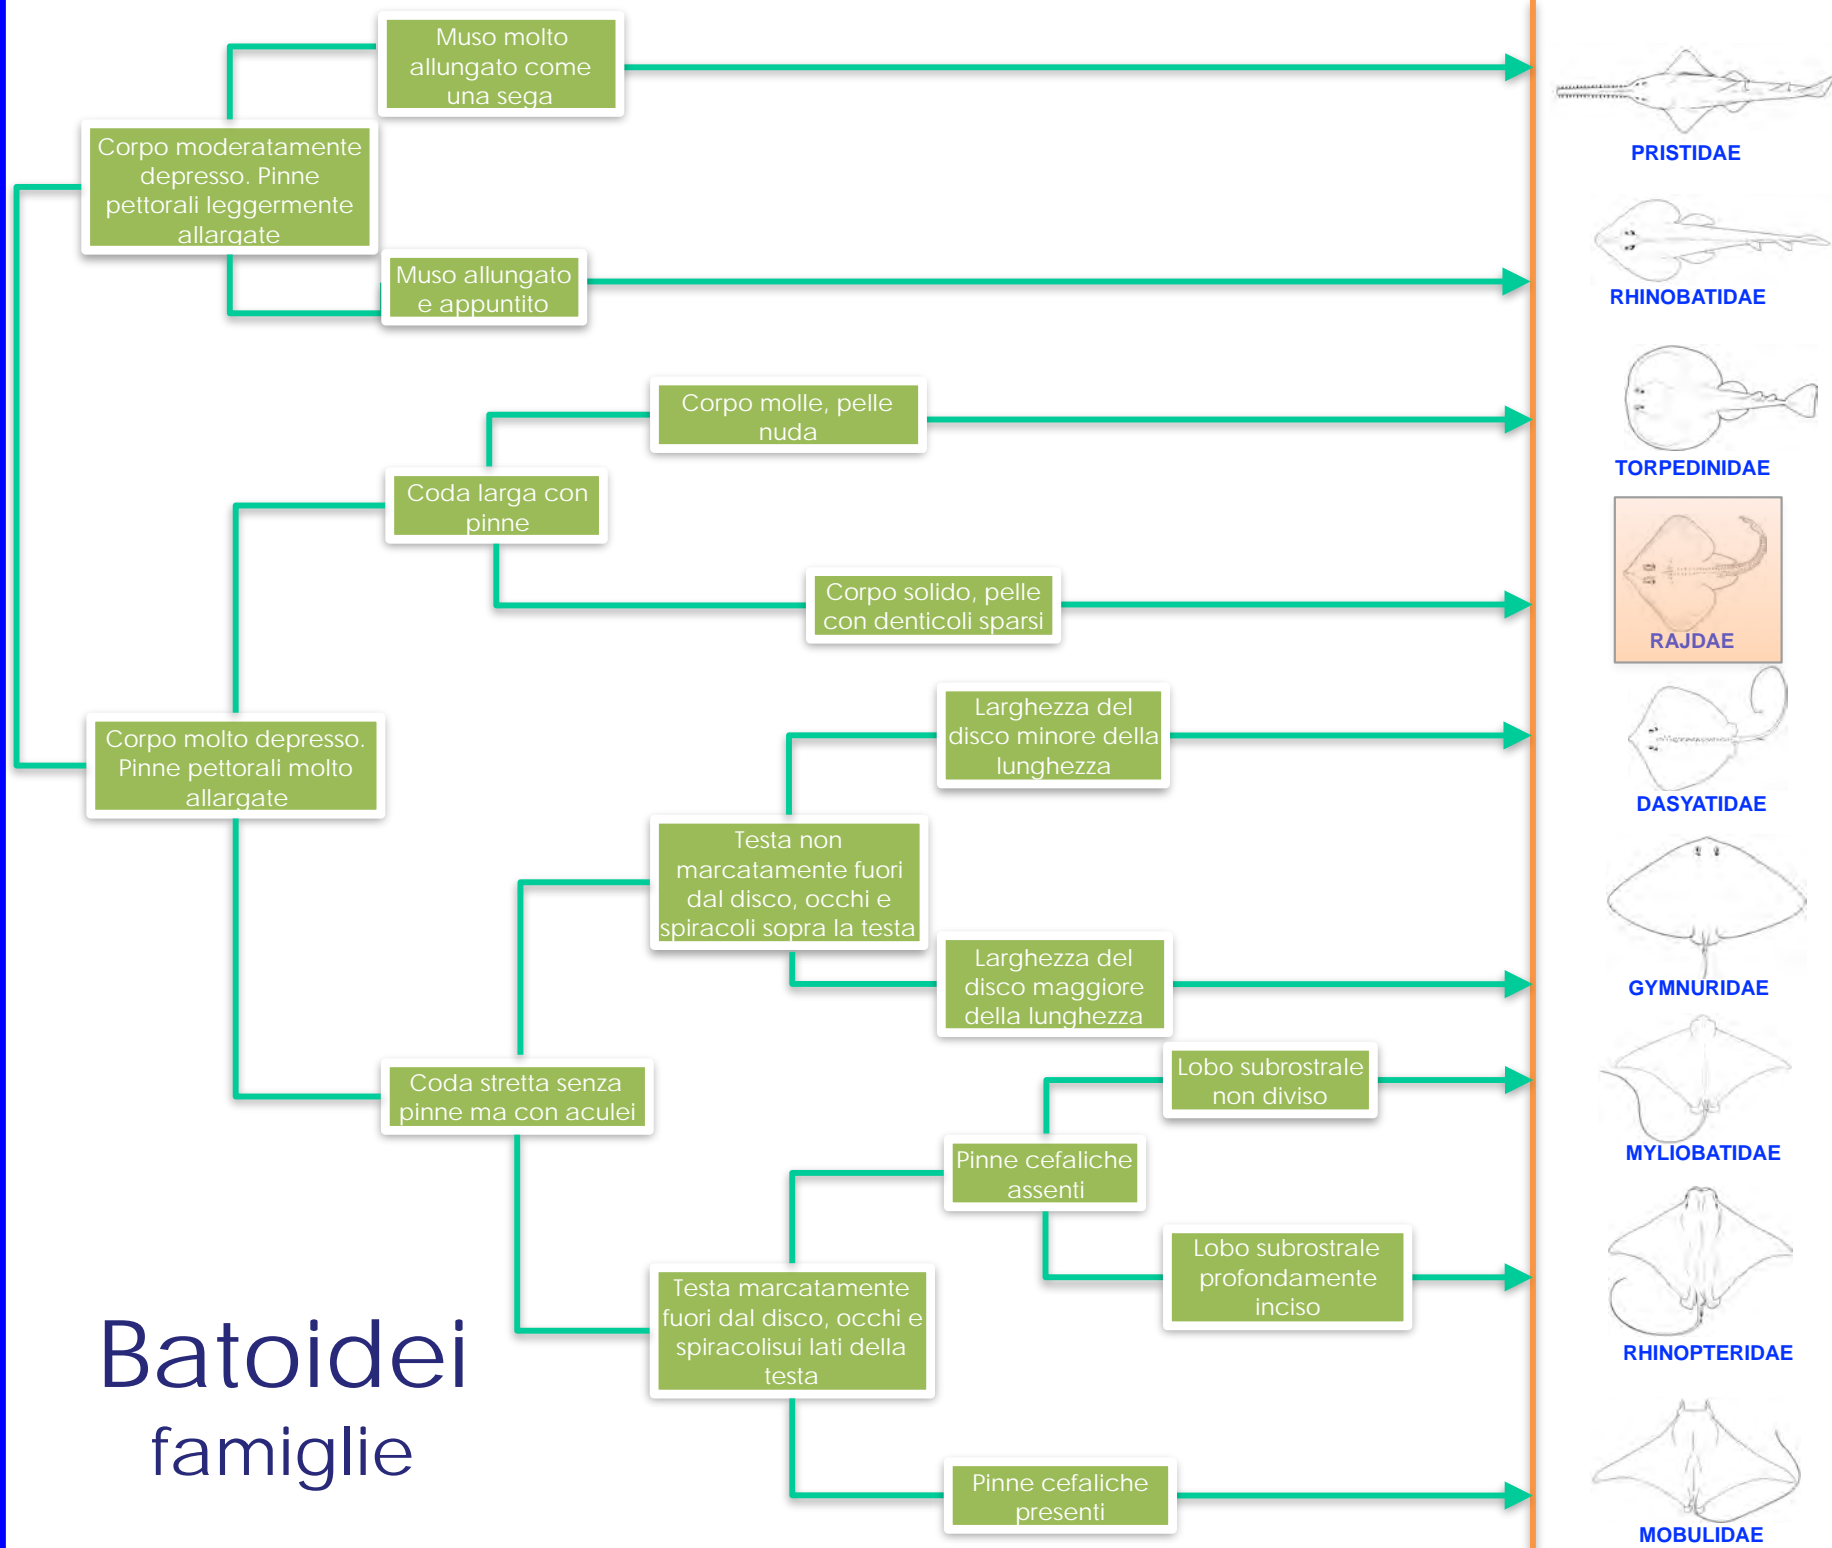 Muso molto
allungato come
una sega
PRISTIDAE
Corpo moderatamente
depresso. Pinne
pettorali leggermente
allargate
Muso allungato
e appuntito
RHINOBATIDAE
Corpo molle, pelle
nuda
TORPEDINIDAE
Coda larga con
pinne
Corpo solido, pelle
con denticoli sparsi
RAJDAE
Corpo molto depresso.
Pinne pettorali molto
allargate
Larghezza del
disco minore della
lunghezza
DASYATIDAE
Testa non
marcatamente fuori
dal disco, occhi e
spiracoli sopra la testa
Larghezza del
disco maggiore
della lunghezza
GYMNURIDAE
Coda stretta senza
pinne ma con aculei
Lobo subrostrale
non diviso
MYLIOBATIDAE
Pinne cefaliche
assenti
Lobo subrostrale
profondamente
inciso
RHINOPTERIDAE
Testa marcatamente
fuori dal disco, occhi e
spiracolisui lati della
testa
Pinne cefaliche
presenti
MOBULIDAE
Batoidei
famiglie